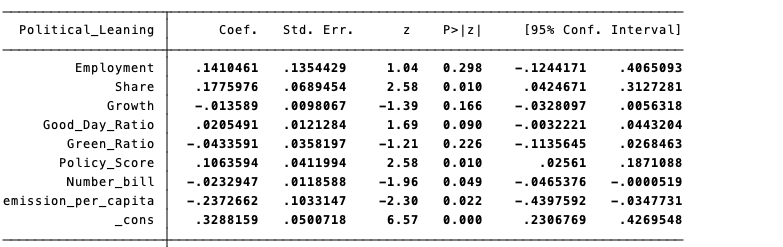 Political_Leaning Coef. Std. Err. z P>|z| [95% Conf. Interval]
Employment .1410461 .1354429 1.04 0.298 -.1244171 .4065093
Share .1775976 .0689454 2.58 0.010 .0424671 .3127281
Growth -.013589 .0098067 -1.39 0.166 -.0328097 .0056318
Good_Day_Ratio .0205491 .0121284 1.69 0.090 -.0032221 .0443204
Green_Ratio -.0433591 .0358197 -1.21 0.226 -.1135645 .0268463
Policy_Score .1063594 .0411994 2.58 0.010 .02561 .1871088
Number_bill -.0232947 .0118588 -1.96 0.049 -.0465376 -.0000519
emission_per_capita -.2372662 .1033147 -2.30 0.022 -.4397592 -.0347731
_cons .3288159 .0500718 6.57 0.000 .2306769 .4269548